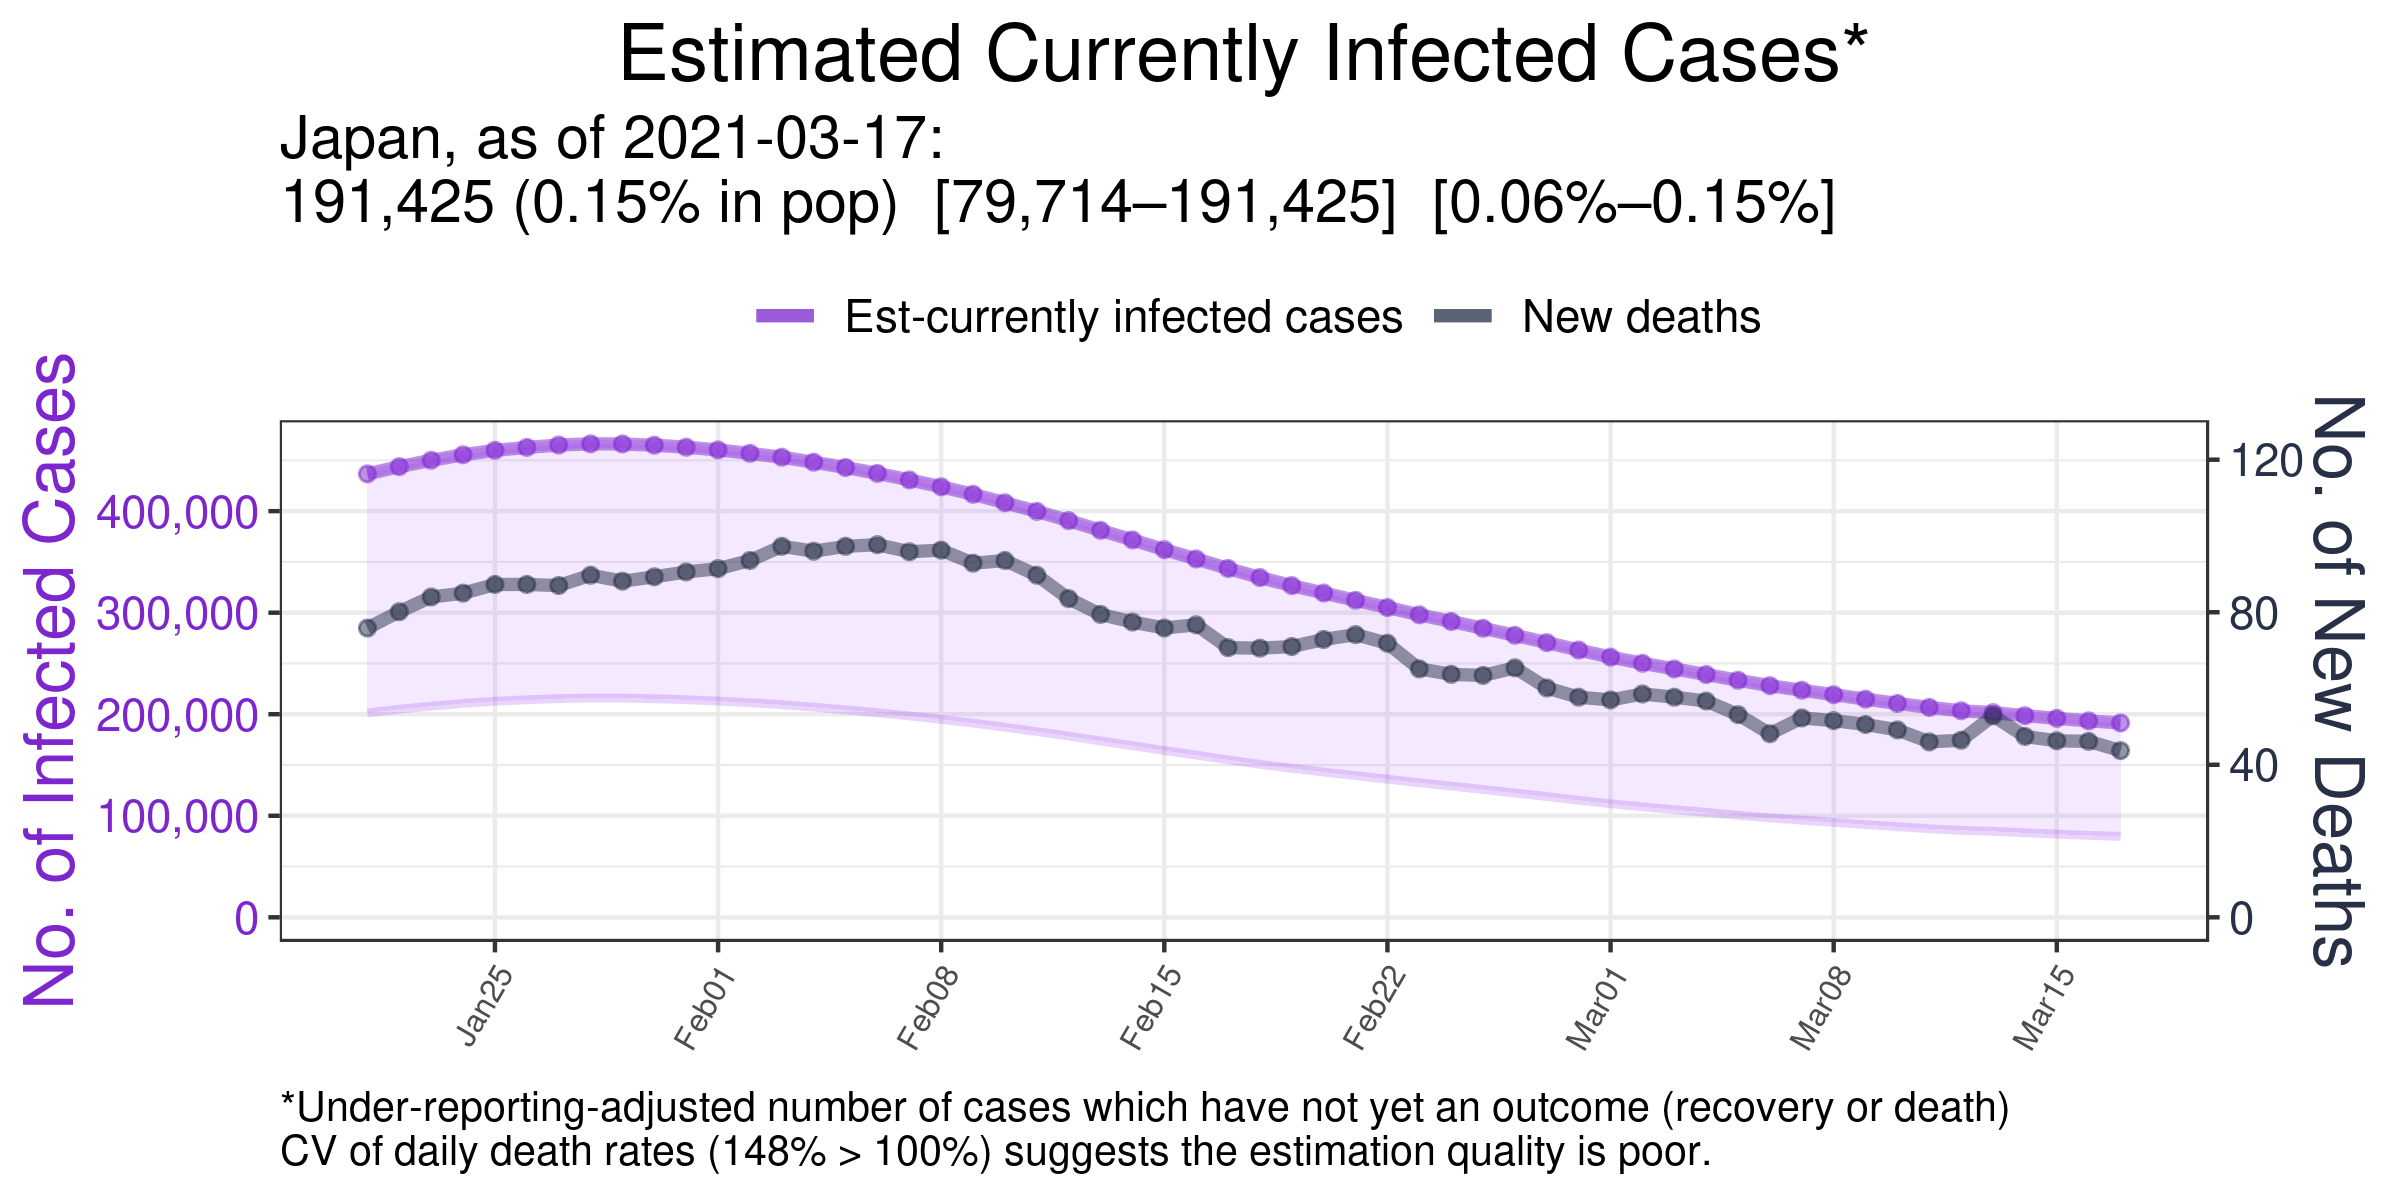 Estimated Currently Infected Cases*
Japan, as of 2021-03-17:
191,425 (0.15% in pop)  [79,714–191,425]  [0.06%–0.15%]
Est-currently infected cases
New deaths
No. of Infected Cases
400,000
300,000
200,000
100,000
0
120
80
40
0
No. of New Deaths
Jan25
Feb01
Feb08
Feb15
Feb22
Mar01
Mar08
Mar15
*Under-reporting-adjusted number of cases which have not yet an outcome (recovery or death)
CV of daily death rates (148% > 100%) suggests the estimation quality is poor.